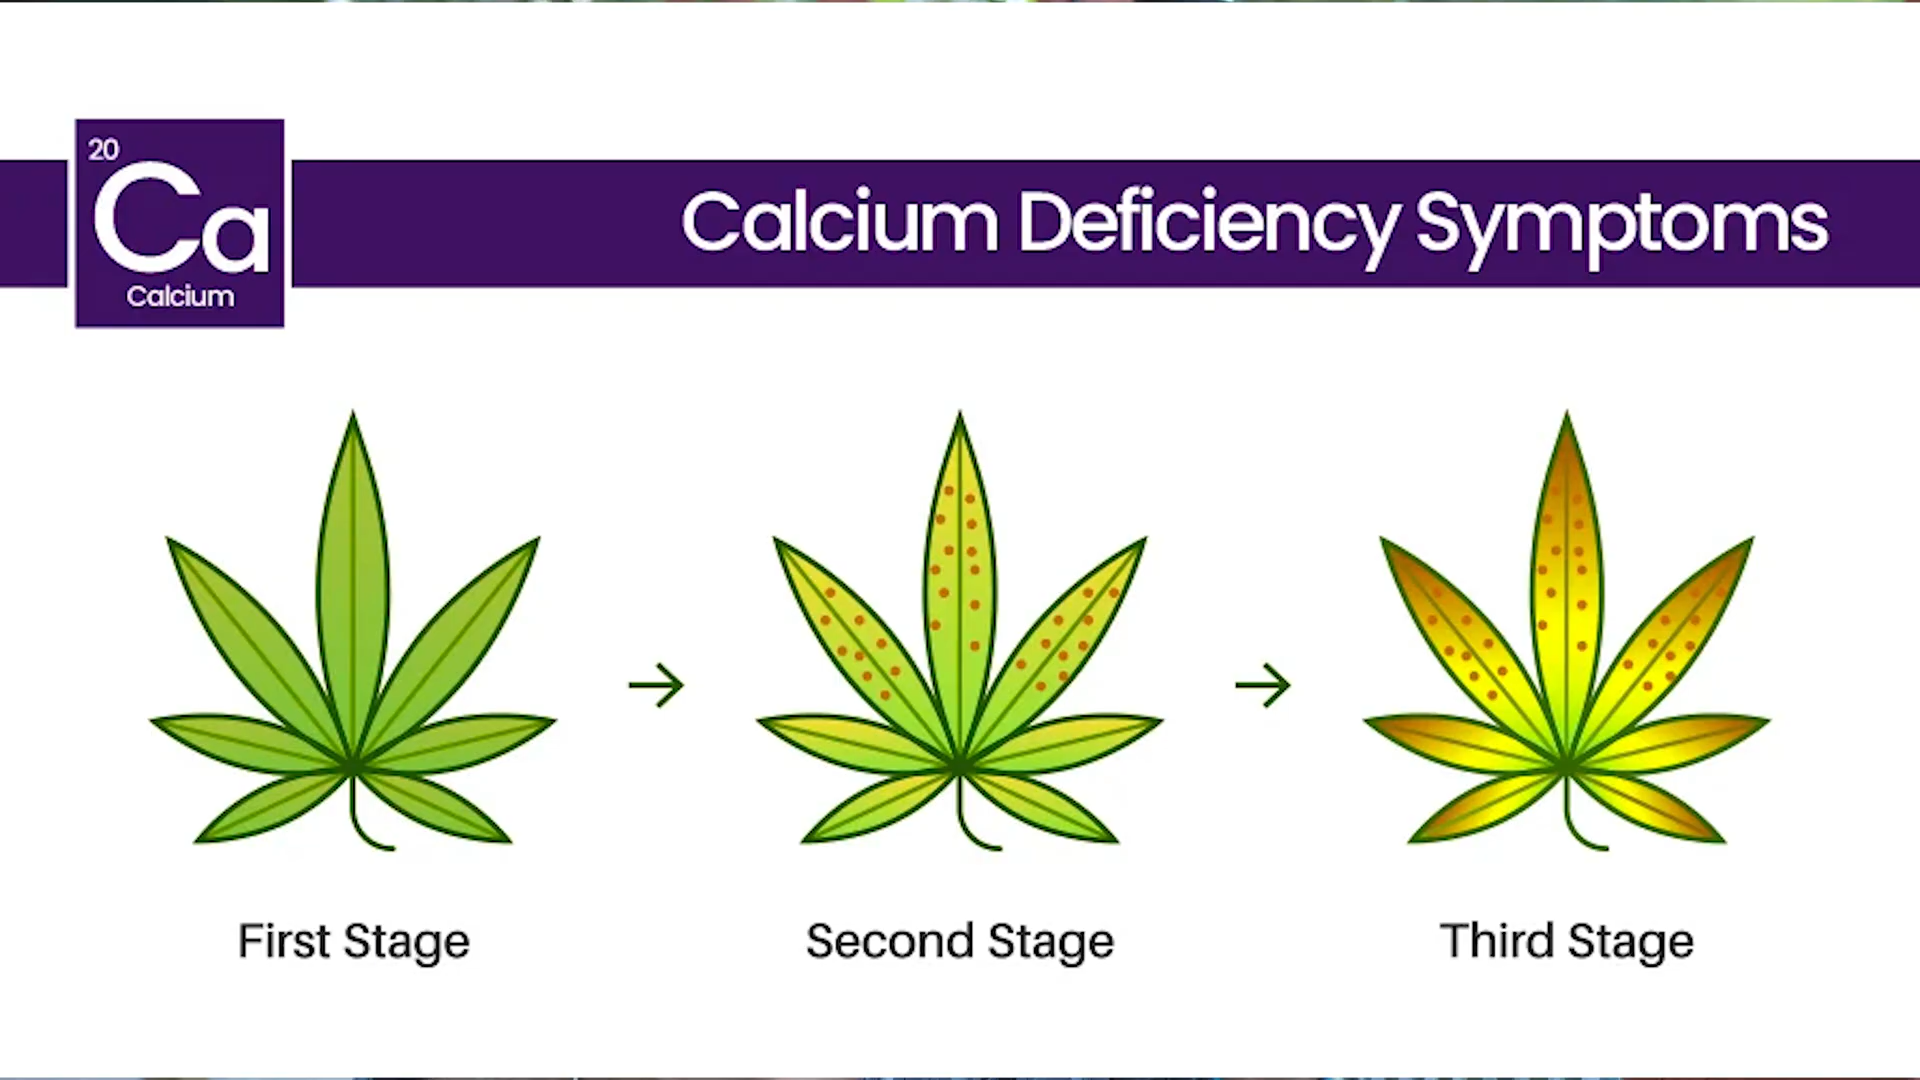 20
Ca
Calcium
Calcium Deficiency Symptoms
First Stage
Second Stage
Third Stage